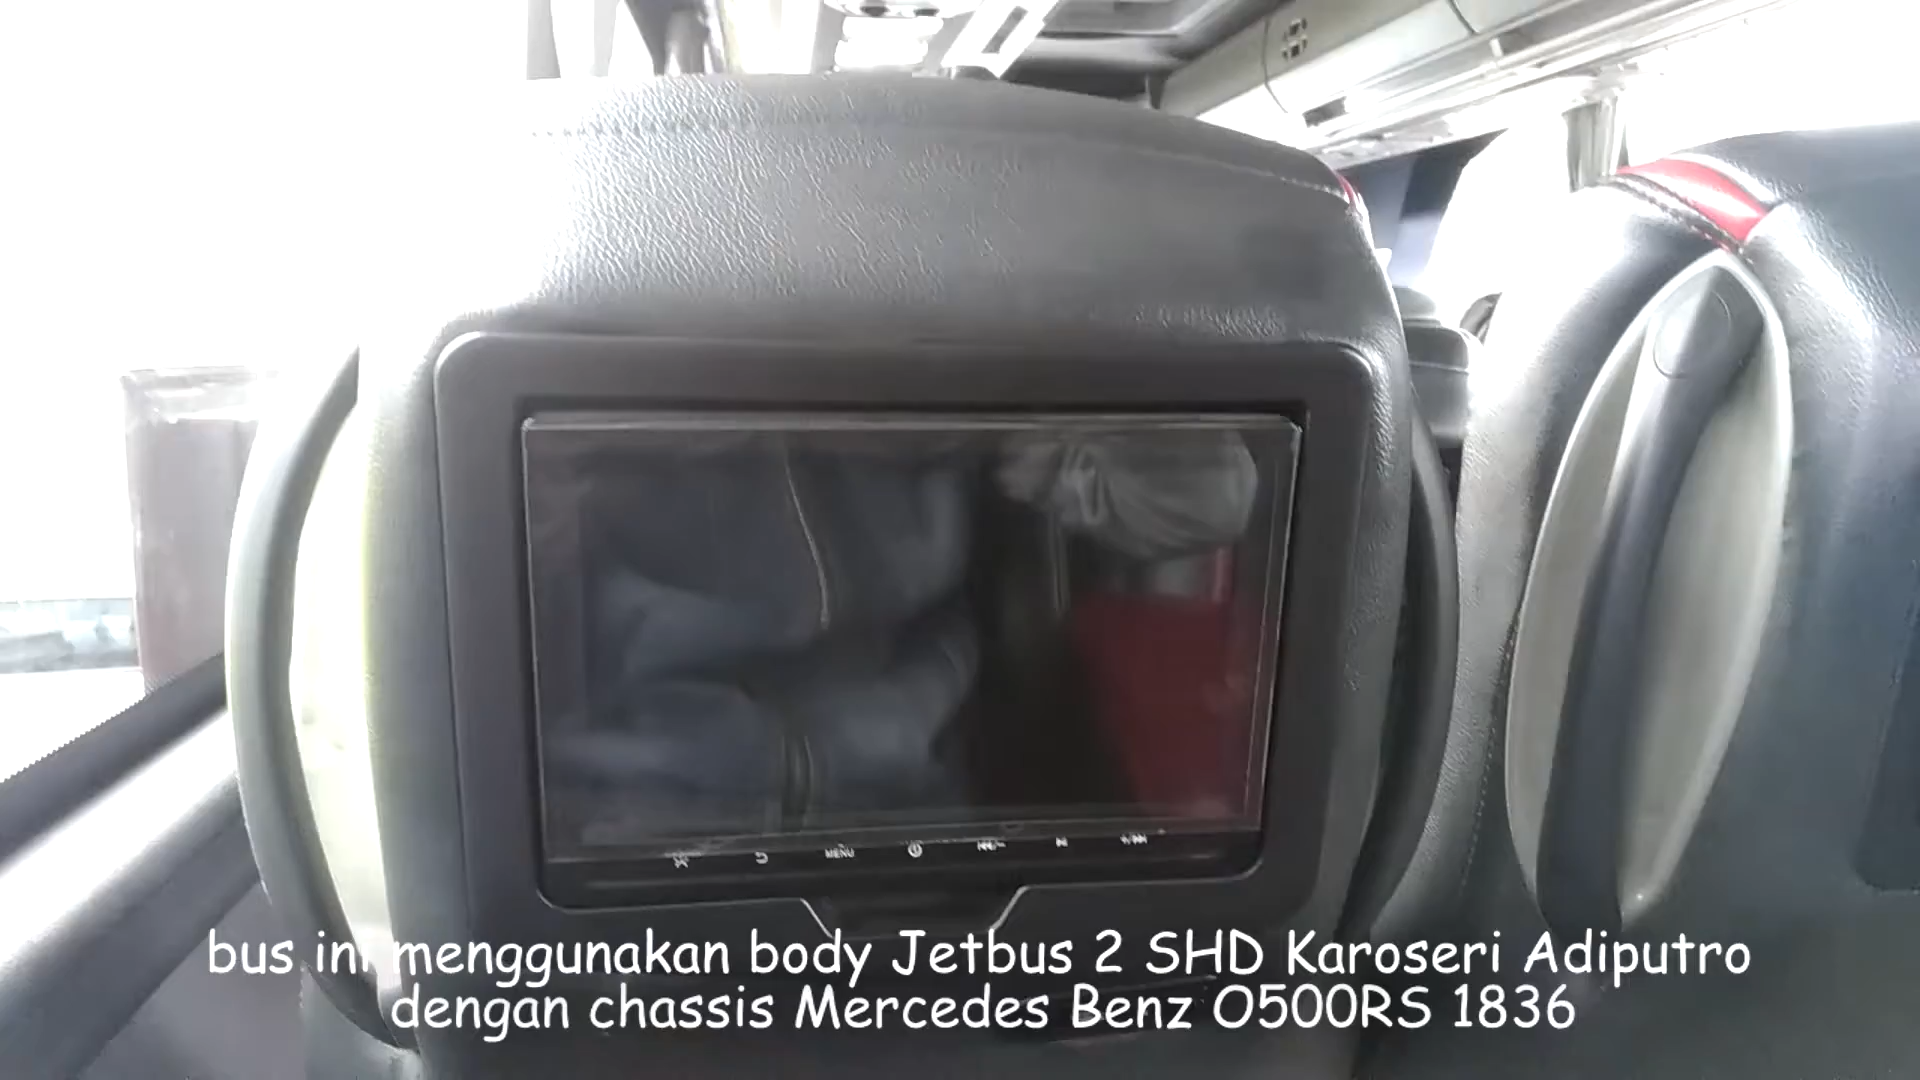 MENU
bus ini menggunakan body Jetbus 2 SHD Karoseri Adiputro
dengan chassis Mercedes Benz O500RS 1836